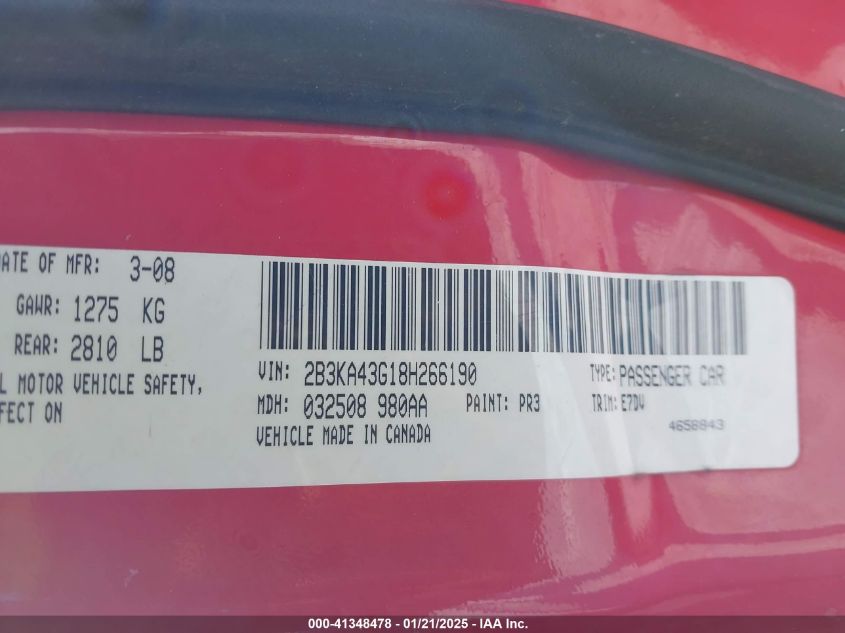 DATE OF MFR: 3-08
GAWR: 1275 KG
REAR: 2810 LB
L MOTOR VEHICLE SAFETY,
FFECT ON
VIN: 2B3KA43G18H266190
TYPE: PASSENGER CAR
MDH: 032508 980AA
PAINT: PR3
TRIM: E7DV
VEHICLE MADE IN CANADA
4656843
000-41348478 - 01/21/2025 - IAA Inc.